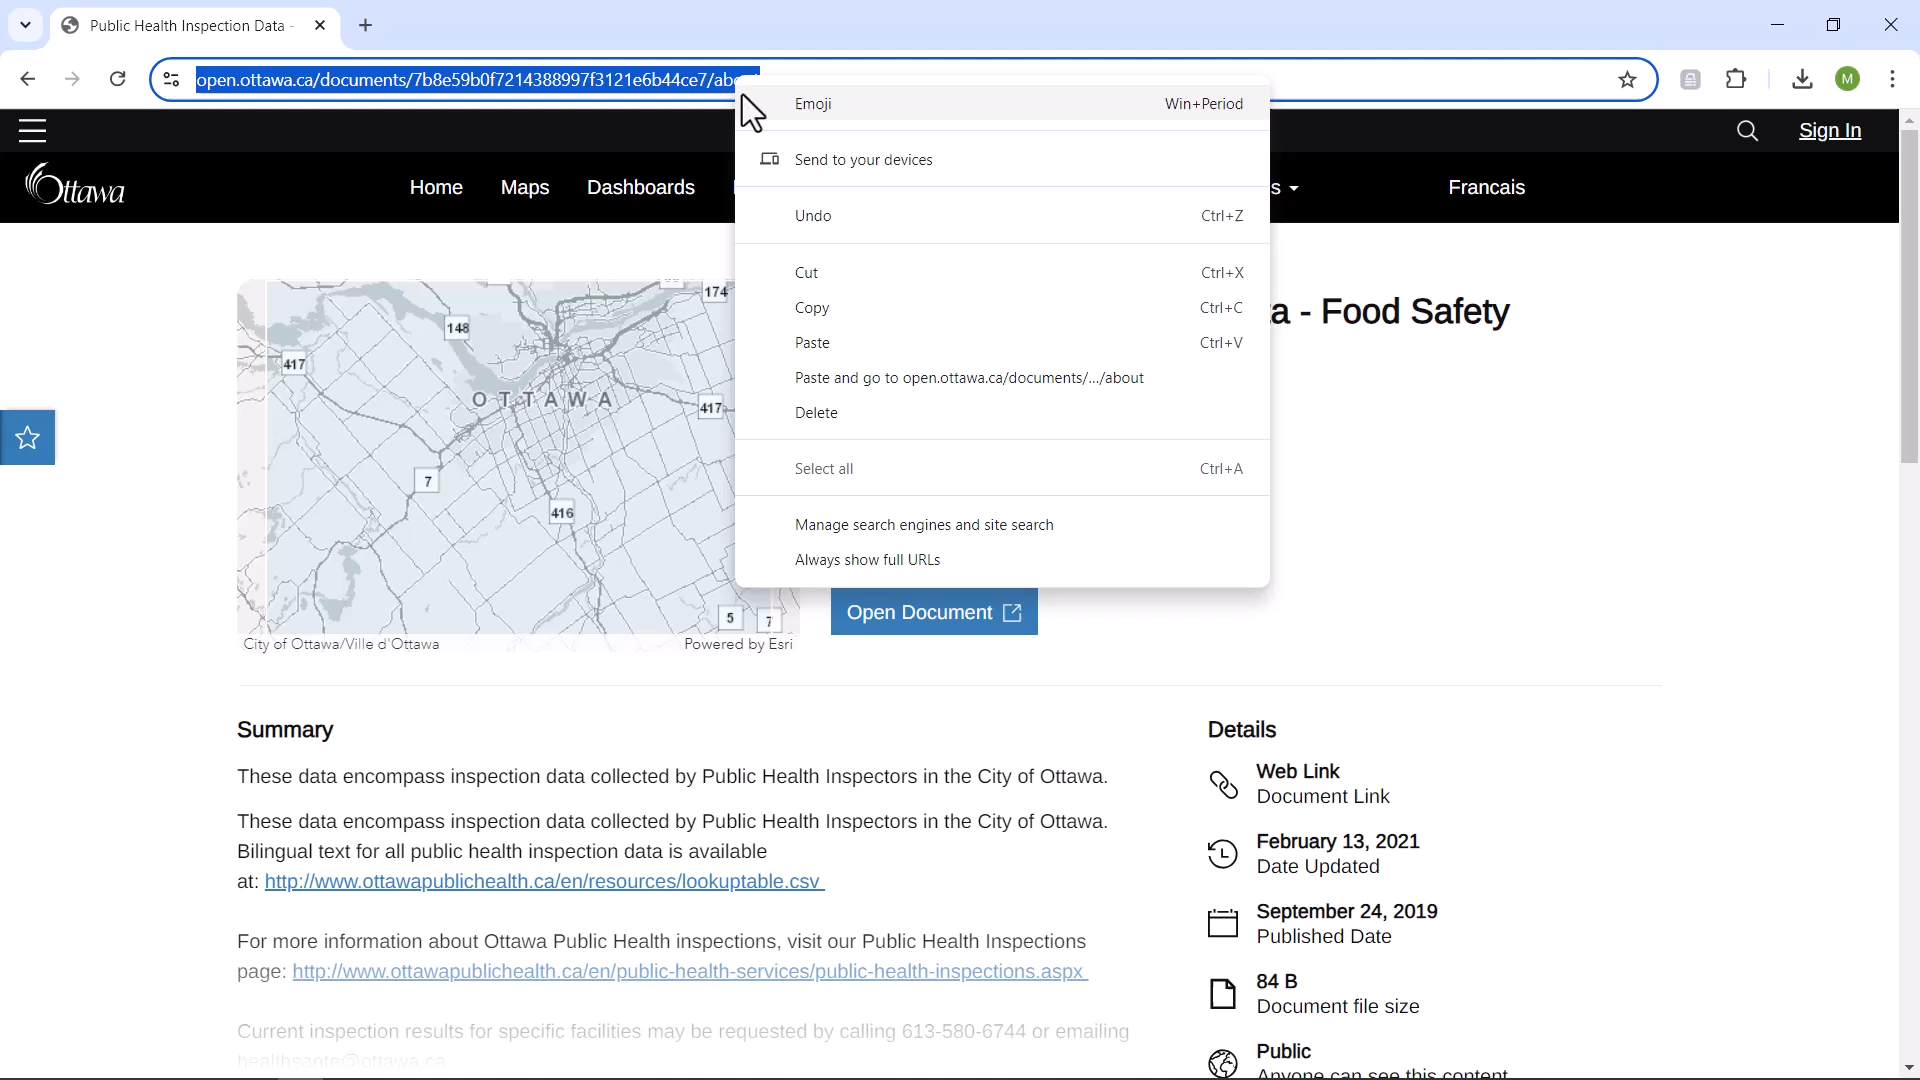 Public Health Inspection Data -
open.ottawa.ca/documents/7b8e59b0f7214388997f3121e6b44ce7/about
M
Emoji Win+Period
Send to your devices
Undo Ctrl+Z
Cut Ctrl+X
Copy Ctrl+C
Paste Ctrl+V
Paste and go to open.ottawa.ca/documents/.../about
Delete
Select all Ctrl+A
Manage search engines and site search
Always show full URLs
Sign In
Ottawa
Home Maps Dashboards s Francais
a - Food Safety
174
148
417
OTTAWA
417
7
416
5
7
City of Ottawa/Ville d'Ottawa Powered by Esri
Open Document
Summary
These data encompass inspection data collected by Public Health Inspectors in the City of Ottawa.
These data encompass inspection data collected by Public Health Inspectors in the City of Ottawa.
Bilingual text for all public health inspection data is available
at: http://www.ottawapublichealth.ca/en/resources/lookuptable.csv
For more information about Ottawa Public Health inspections, visit our Public Health Inspections
page: http://www.ottawapublichealth.ca/en/public-health-services/public-health-inspections.aspx
Current inspection results for specific facilities may be requested by calling 613-580-6744 or emailing
healthsante@ottawa.ca
Details
Web Link
Document Link
February 13, 2021
Date Updated
September 24, 2019
Published Date
84 B
Document file size
Public
Anyone can see this content